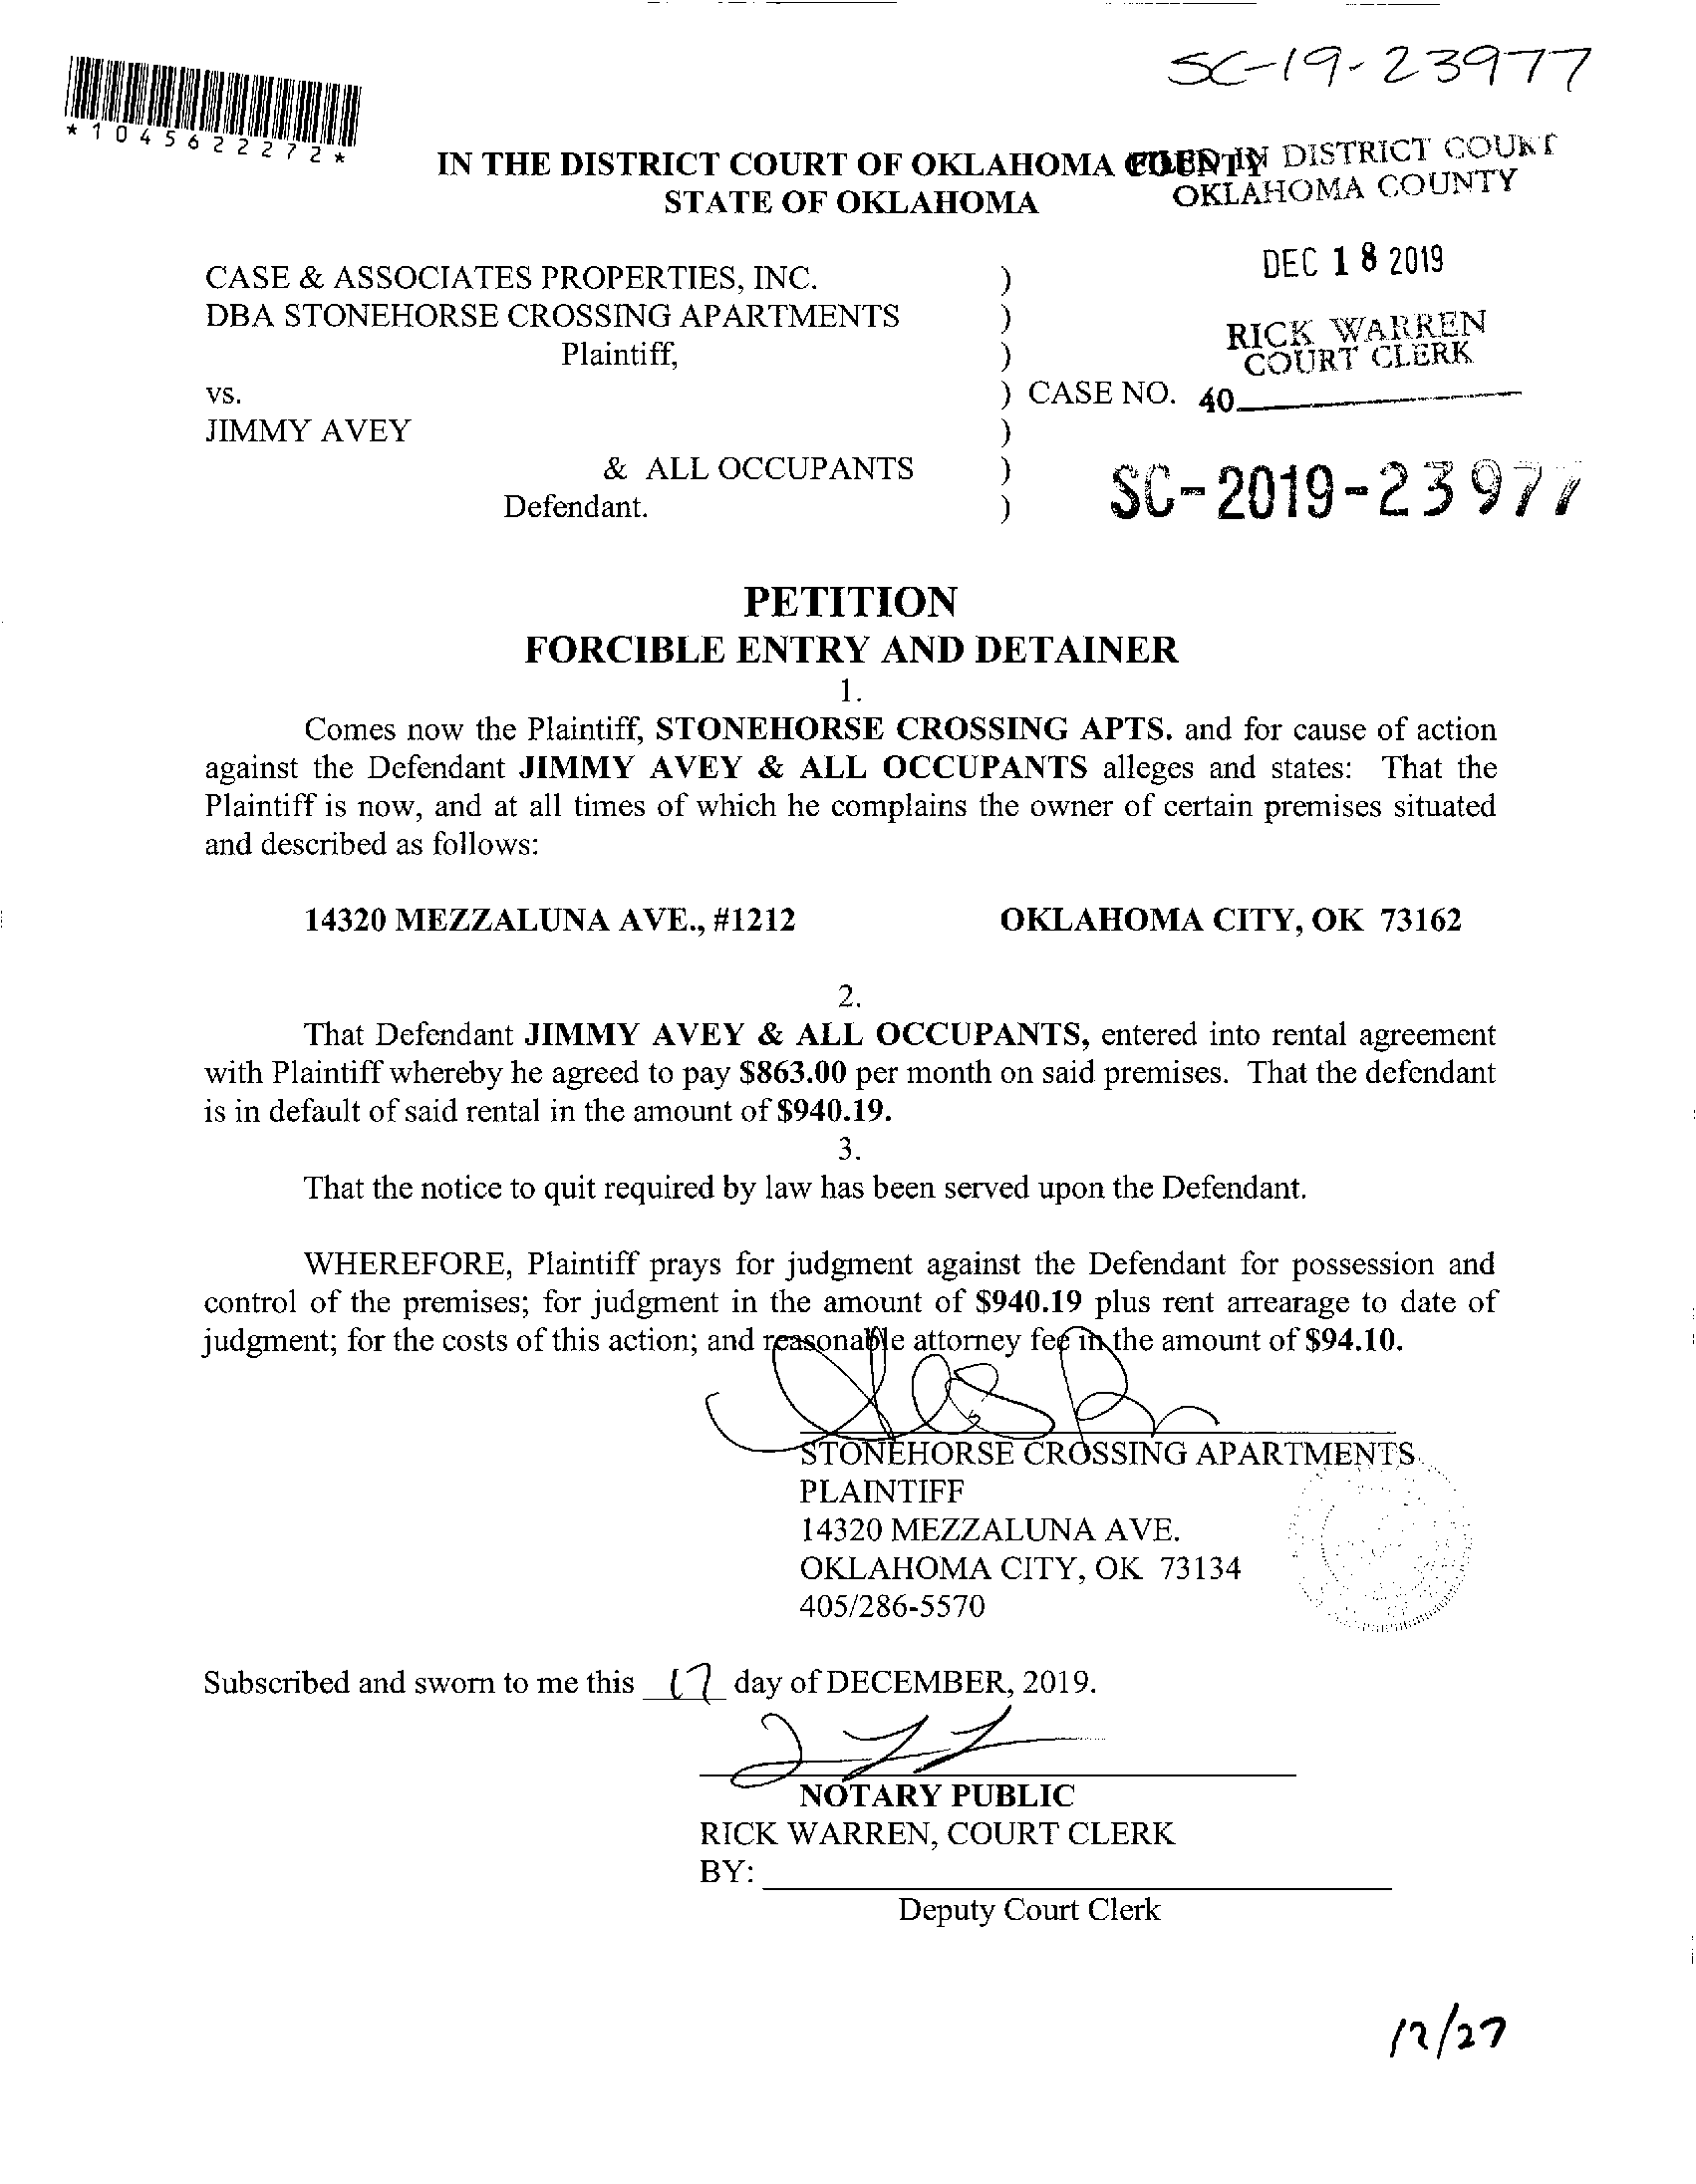 SC-19-23977
*1045622272*
IN THE DISTRICT COURT OF OKLAHOMA COUNTY
STATE OF OKLAHOMA
FILED IN DISTRICT COURT
OKLAHOMA COUNTY
DEC 18 2019
RICK WARREN
COURT CLERK
40
CASE & ASSOCIATES PROPERTIES, INC. )
DBA STONEHORSE CROSSING APARTMENTS )
Plaintiff, )
vs. ) CASE NO.
JIMMY AVEY )
& ALL OCCUPANTS )
Defendant. )
SC-2019-23977
PETITION
FORCIBLE ENTRY AND DETAINER
1.
Comes now the Plaintiff, STONEHORSE CROSSING APTS. and for cause of action
against the Defendant JIMMY AVEY & ALL OCCUPANTS alleges and states: That the
Plaintiff is now, and at all times of which he complains the owner of certain premises situated
and described as follows:
14320 MEZZALUNA AVE., #1212 OKLAHOMA CITY, OK 73162
2.
That Defendant JIMMY AVEY & ALL OCCUPANTS, entered into rental agreement
with Plaintiff whereby he agreed to pay $863.00 per month on said premises. That the defendant
is in default of said rental in the amount of $940.19.
3.
That the notice to quit required by law has been served upon the Defendant.
WHEREFORE, Plaintiff prays for judgment against the Defendant for possession and
control of the premises; for judgment in the amount of $940.19 plus rent arrearage to date of
judgment; for the costs of this action; and reasonable attorney fee in the amount of $94.10.
STONEHORSE CROSSING APARTMENTS
PLAINTIFF
14320 MEZZALUNA AVE.
OKLAHOMA CITY, OK 73134
405/286-5570
Subscribed and sworn to me this 17 day of DECEMBER, 2019.
NOTARY PUBLIC
RICK WARREN, COURT CLERK
BY:
Deputy Court Clerk
12/27